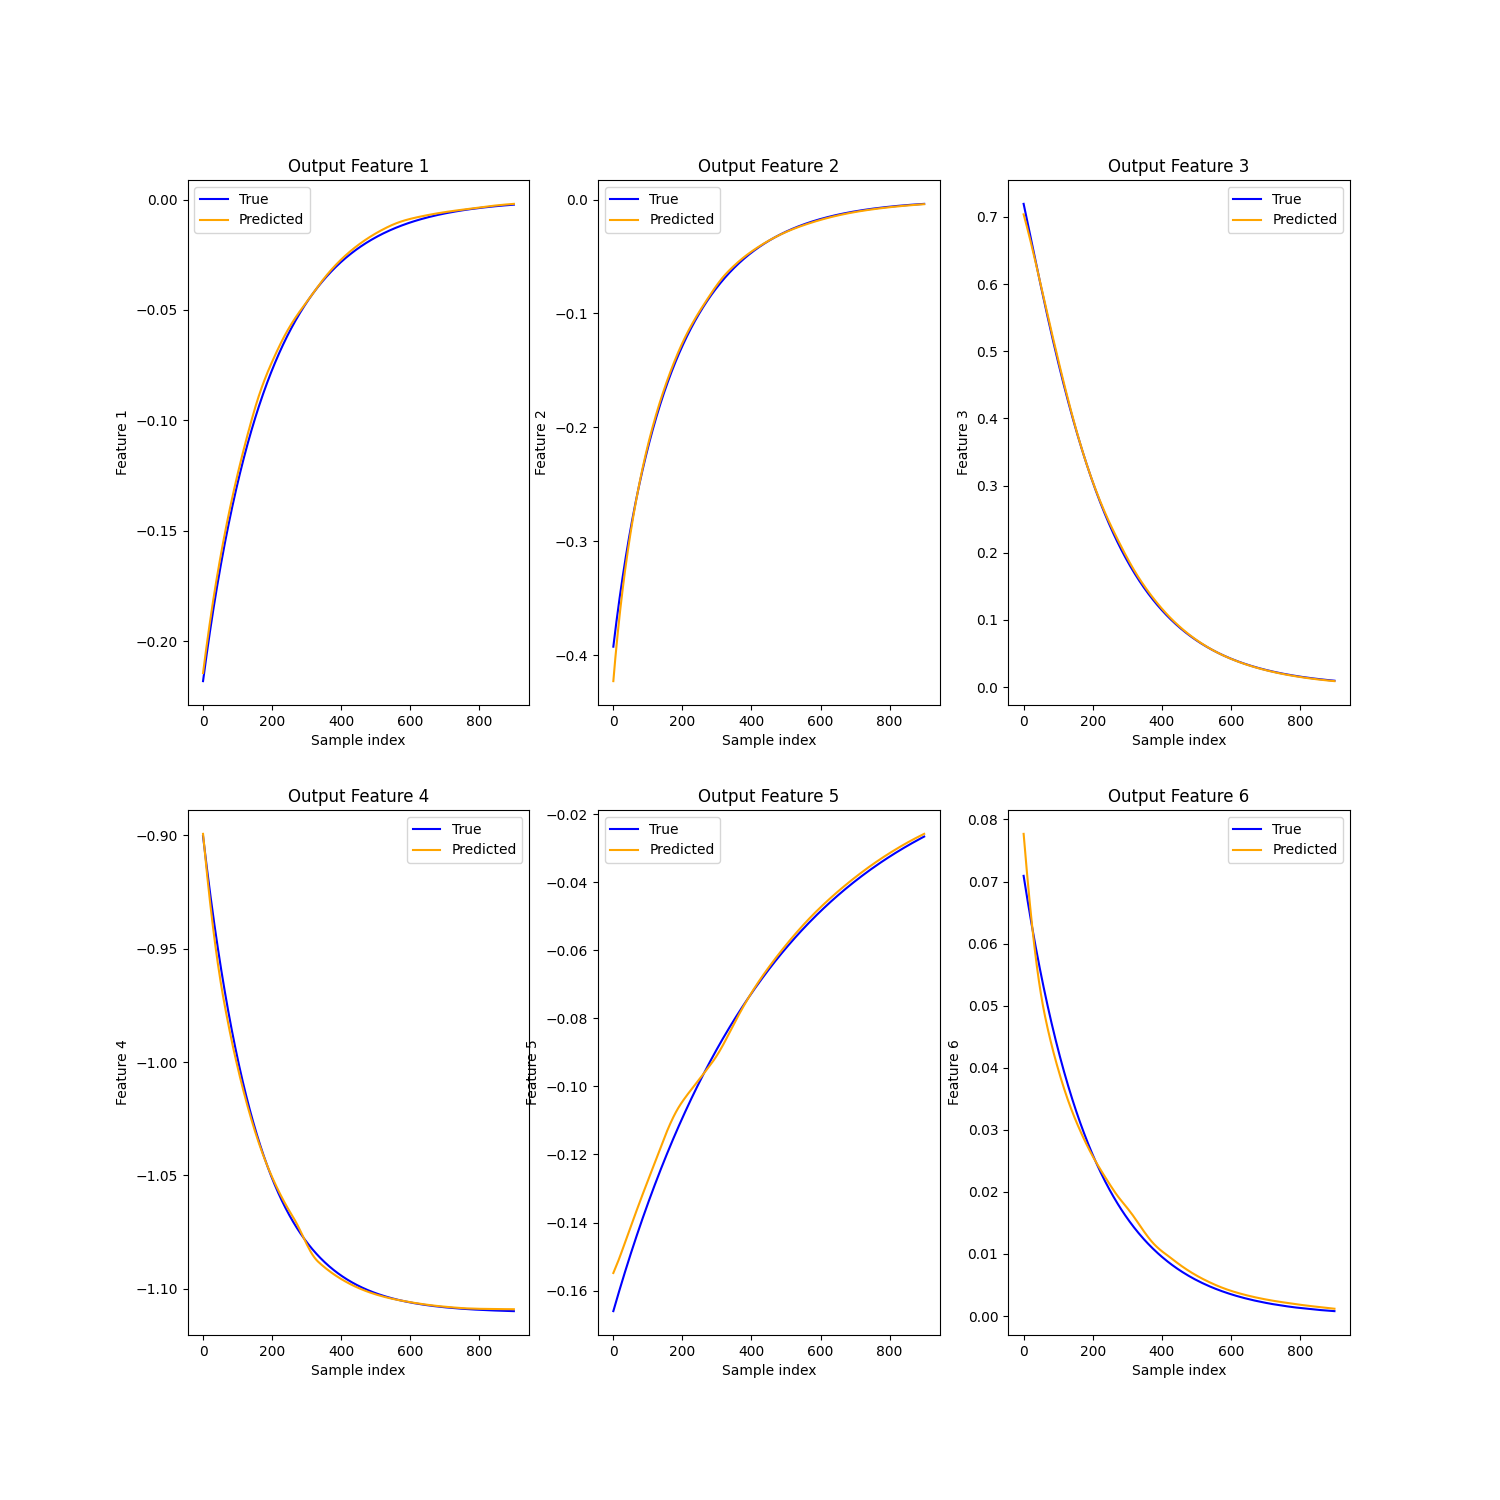 Output Feature 1
True
Predicted
0.00
−0.05
−0.10
−0.15
−0.20
Feature 1
0 200 400 600 800
Sample index
Output Feature 2
True
Predicted
0.0
−0.1
−0.2
−0.3
−0.4
Feature 2
0 200 400 600 800
Sample index
Output Feature 3
True
Predicted
0.7
0.6
0.5
0.4
0.3
0.2
0.1
0.0
Feature 3
0 200 400 600 800
Sample index
Output Feature 4
True
Predicted
−0.90
−0.95
−1.00
−1.05
−1.10
Feature 4
0 200 400 600 800
Sample index
Output Feature 5
True
Predicted
−0.02
−0.04
−0.06
−0.08
−0.10
−0.12
−0.14
−0.16
Feature 5
0 200 400 600 800
Sample index
Output Feature 6
True
Predicted
0.08
0.07
0.06
0.05
0.04
0.03
0.02
0.01
0.00
Feature 6
0 200 400 600 800
Sample index